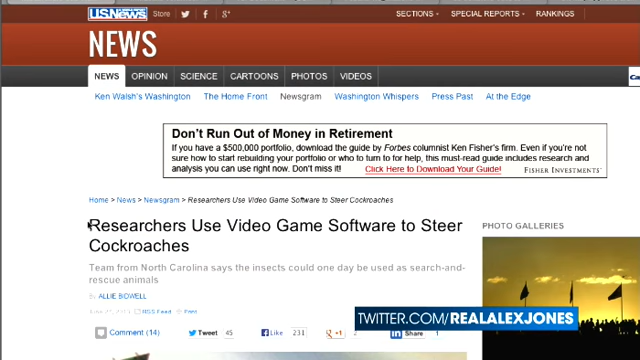 U.S.News Store SECTIONS SPECIAL REPORTS RANKINGS
NEWS
NEWS OPINION SCIENCE CARTOONS PHOTOS VIDEOS
Ken Walsh's Washington The Home Front Newsgram Washington Whispers Press Past At the Edge
Don't Run Out of Money in Retirement
If you have a $500,000 portfolio, download the guide by Forbes columnist Ken Fisher's firm. Even if you're not
sure how to start rebuilding your portfolio or who to turn to for help, this must-read guide includes research and
analysis you can use right now. Don't miss it! Click Here to Download Your Guide! FISHER INVESTMENTS
Home > News > Newsgram > Researchers Use Video Game Software to Steer Cockroaches
Researchers Use Video Game Software to Steer
Cockroaches
PHOTO GALLERIES
Team from North Carolina says the insects could one day be used as search-and-
rescue animals
By ALLIE BIDWELL
RSS Feed Print
Comment (14) Tweet 45 Like 231 +1 2 Share 1
TWITTER.COM/REALALEXJONES